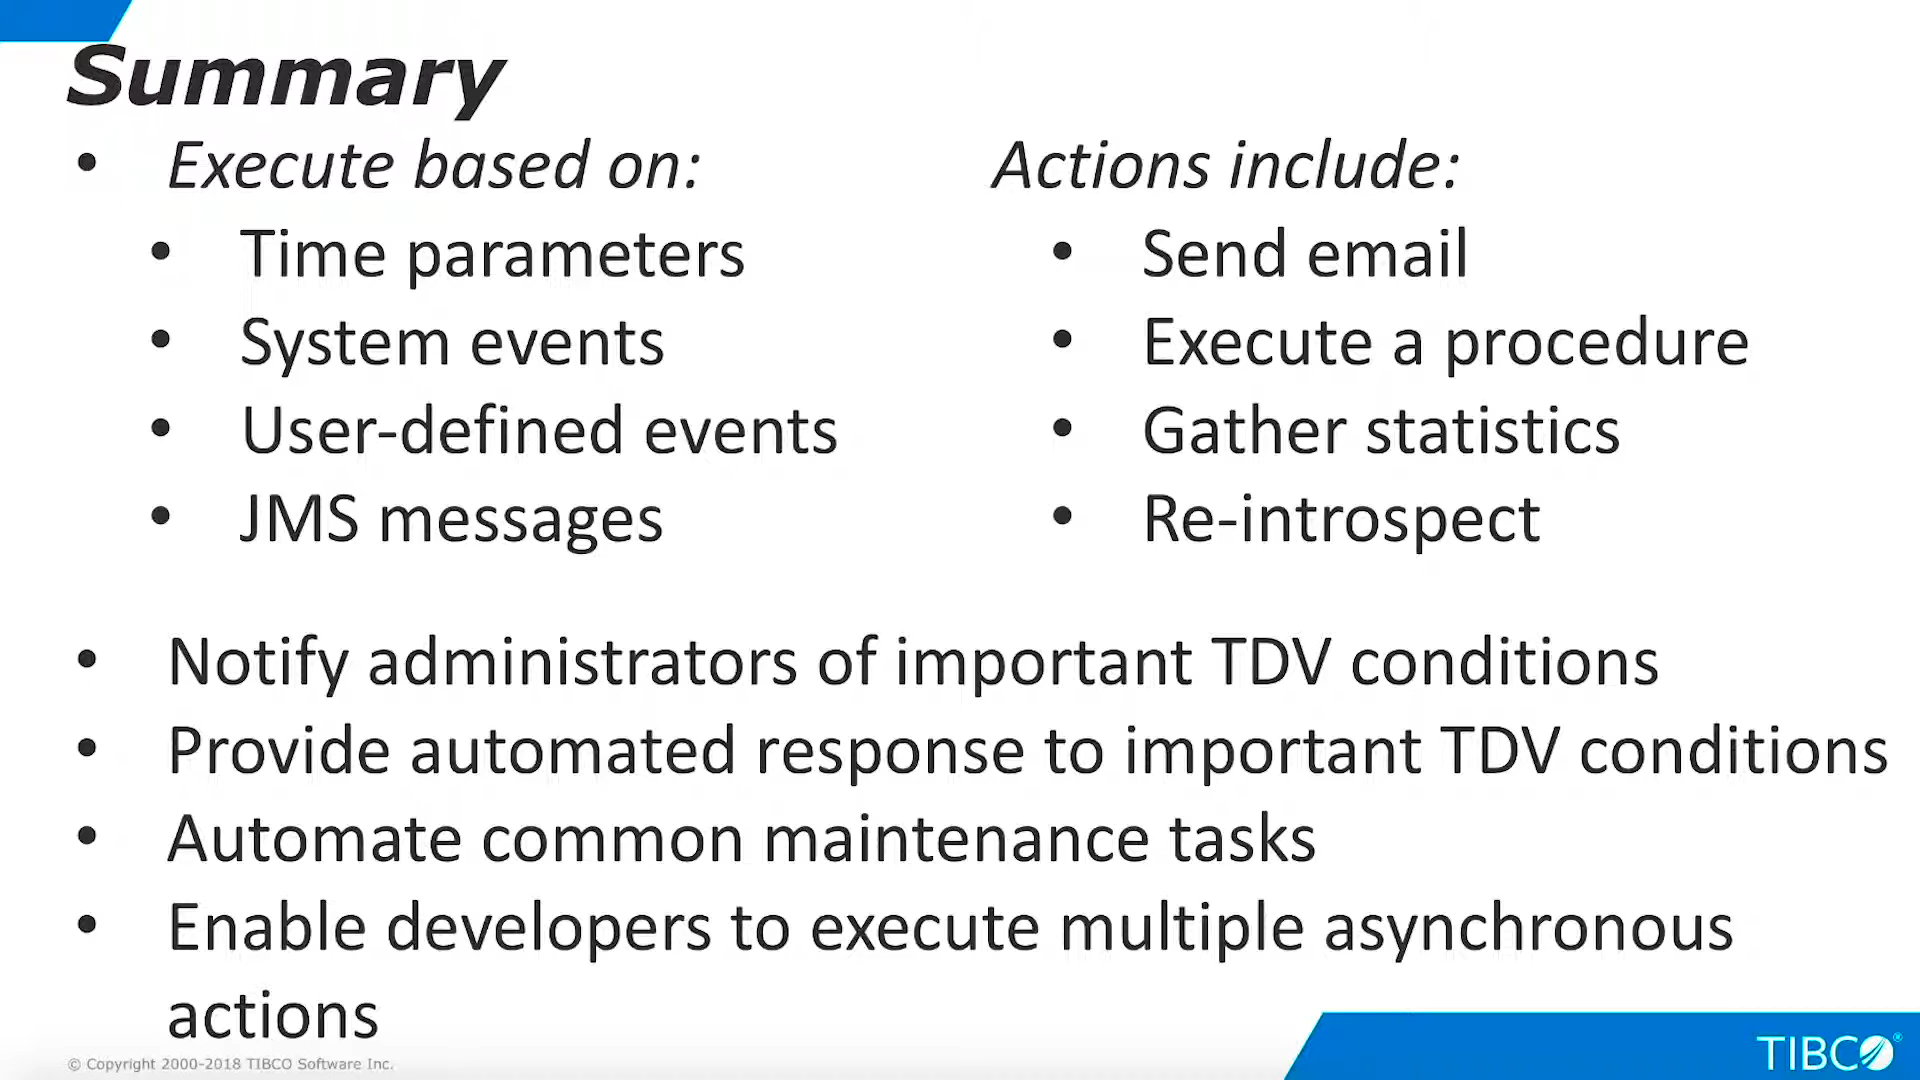 Summary
• Execute based on:
• Time parameters
• System events
• User-defined events
• JMS messages
Actions include:
• Send email
• Execute a procedure
• Gather statistics
• Re-introspect
• Notify administrators of important TDV conditions
• Provide automated response to important TDV conditions
• Automate common maintenance tasks
• Enable developers to execute multiple asynchronous
actions
© Copyright 2000-2018 TIBCO Software Inc.
TIBCO®